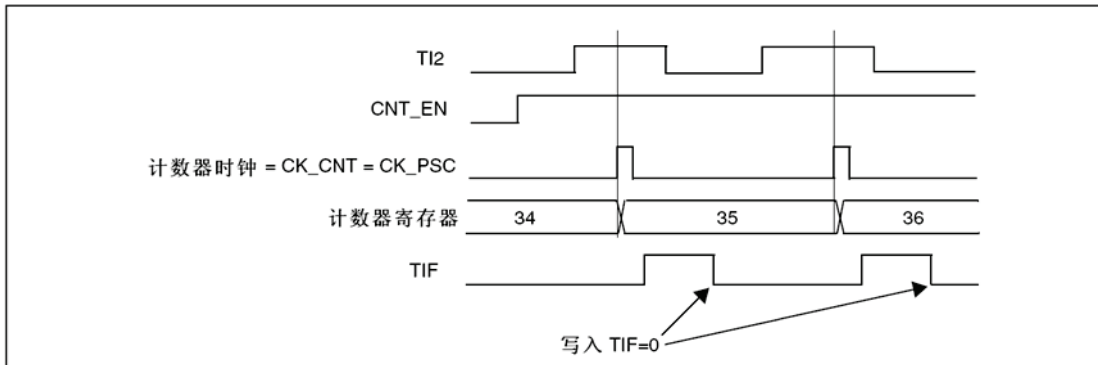 TI2
CNT_EN
计数器时钟 = CK_CNT = CK_PSC
计数器寄存器 34 35 36
TIF
写入 TIF=0